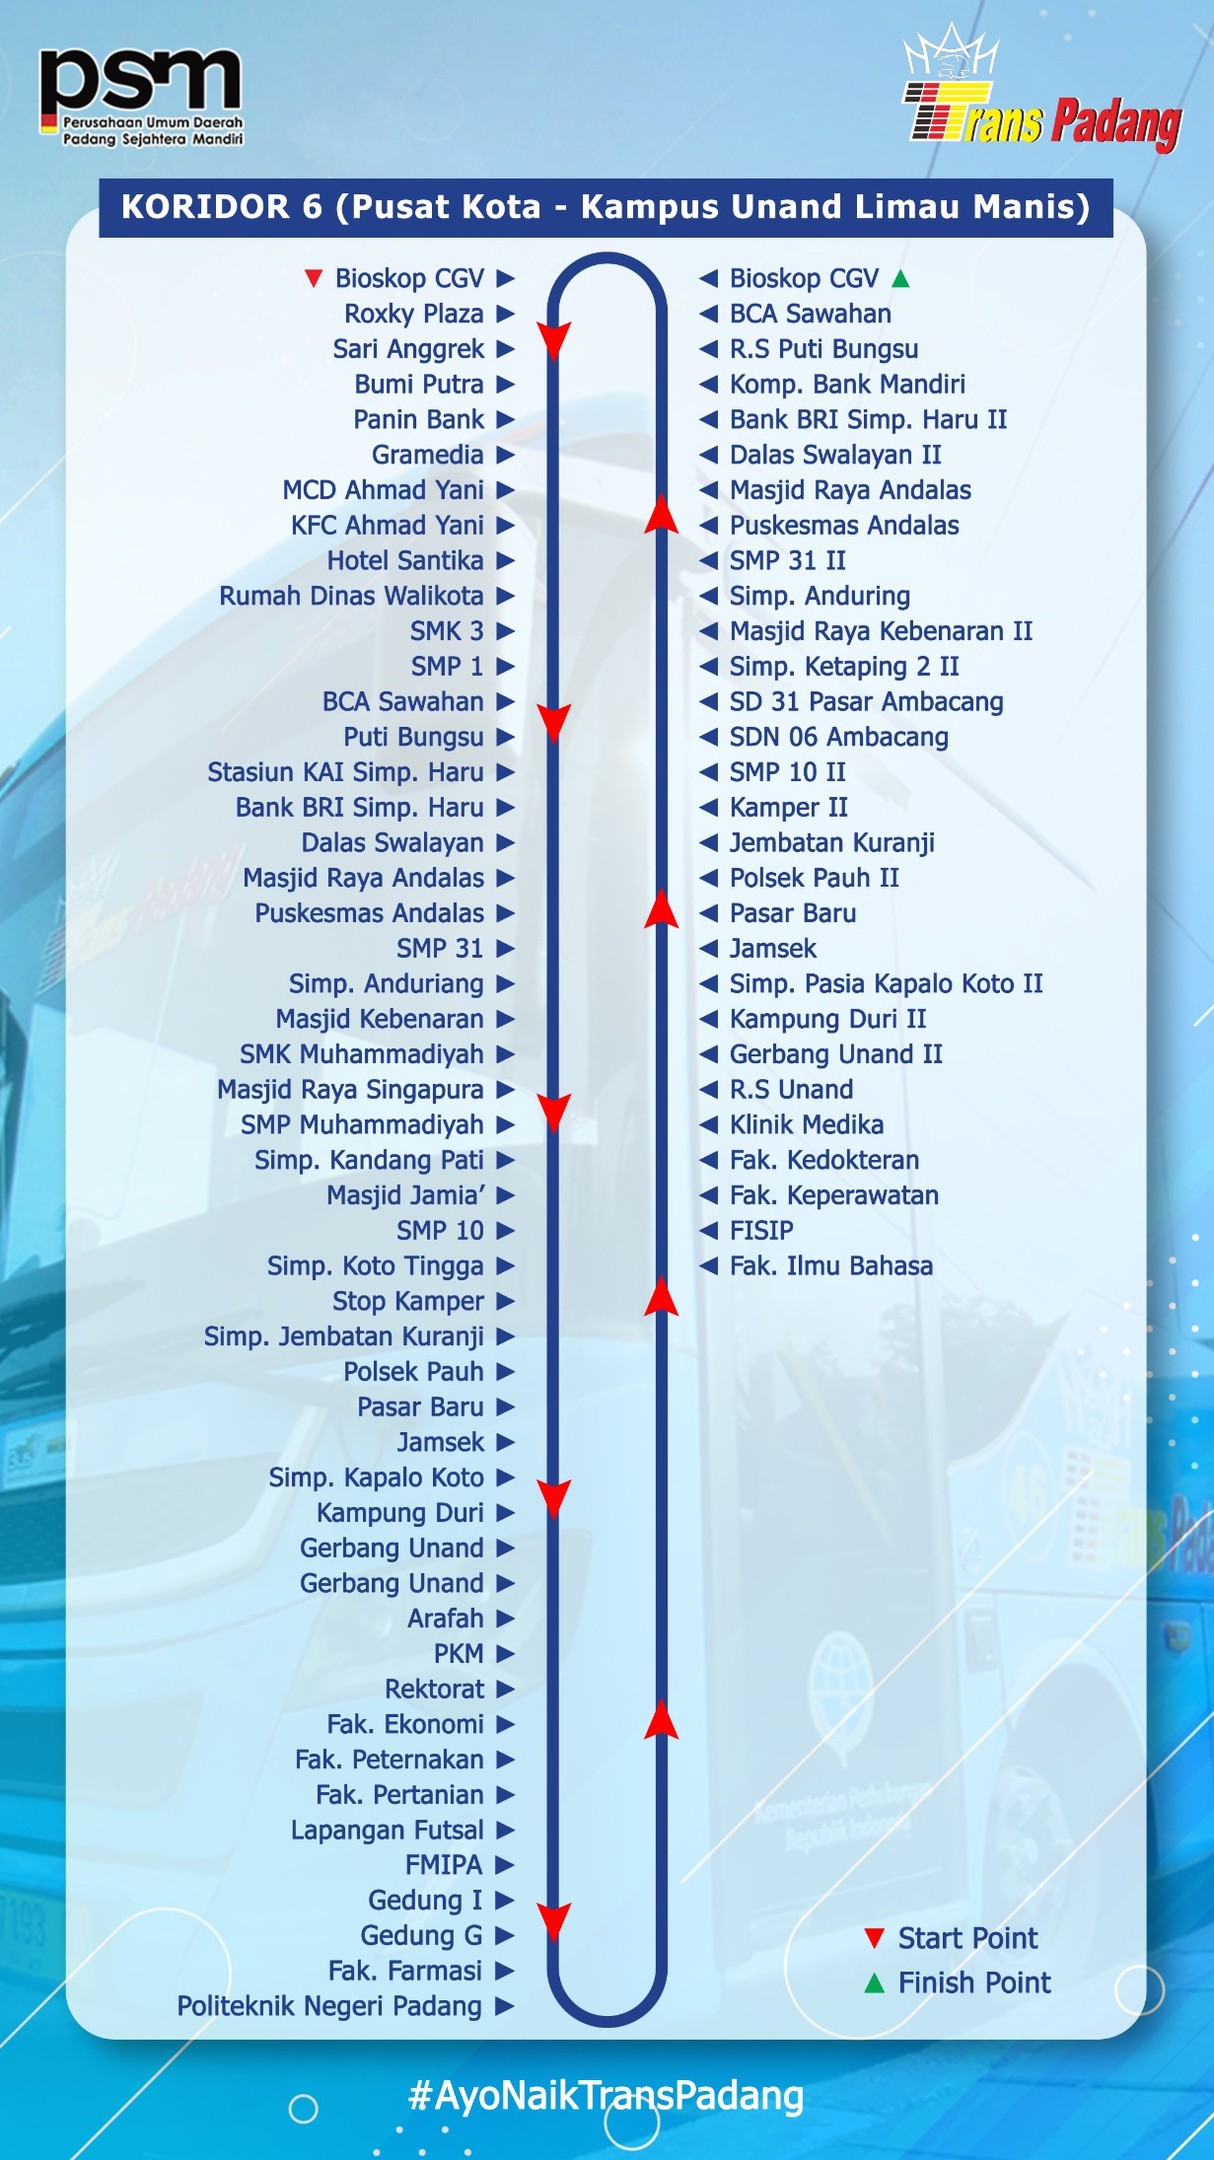 psm
Perusahaan Umum Daerah
Padang Sejahtera Mandiri
Trans Padang
KORIDOR 6 (Pusat Kota - Kampus Unand Limau Manis)
Bioskop CGV
Roxky Plaza
Sari Anggrek
Bumi Putra
Panin Bank
Gramedia
MCD Ahmad Yani
KFC Ahmad Yani
Hotel Santika
Rumah Dinas Walikota
SMK 3
SMP 1
BCA Sawahan
Puti Bungsu
Stasiun KAI Simp. Haru
Bank BRI Simp. Haru
Dalas Swalayan
Masjid Raya Andalas
Puskesmas Andalas
SMP 31
Simp. Anduriang
Masjid Kebenaran
SMK Muhammadiyah
Masjid Raya Singapura
SMP Muhammadiyah
Simp. Kandang Pati
Masjid Jamia’
SMP 10
Simp. Koto Tingga
Stop Kamper
Simp. Jembatan Kuranji
Polsek Pauh
Pasar Baru
Jamsek
Simp. Kapalo Koto
Kampung Duri
Gerbang Unand
Gerbang Unand
Arafah
PKM
Rektorat
Fak. Ekonomi
Fak. Peternakan
Fak. Pertanian
Lapangan Futsal
FMIPA
Gedung I
Gedung G
Fak. Farmasi
Politeknik Negeri Padang
Bioskop CGV
BCA Sawahan
R.S Puti Bungsu
Komp. Bank Mandiri
Bank BRI Simp. Haru II
Dalas Swalayan II
Masjid Raya Andalas
Puskesmas Andalas
SMP 31 II
Simp. Anduring
Masjid Raya Kebenaran II
Simp. Ketaping 2 II
SD 31 Pasar Ambacang
SDN 06 Ambacang
SMP 10 II
Kamper II
Jembatan Kuranji
Polsek Pauh II
Pasar Baru
Jamsek
Simp. Pasia Kapalo Koto II
Kampung Duri II
Gerbang Unand II
R.S Unand
Klinik Medika
Fak. Kedokteran
Fak. Keperawatan
FISIP
Fak. Ilmu Bahasa
Kementerian Perhubungan
Republik Indonesia
Start Point
Finish Point
#AyoNaikTransPadang